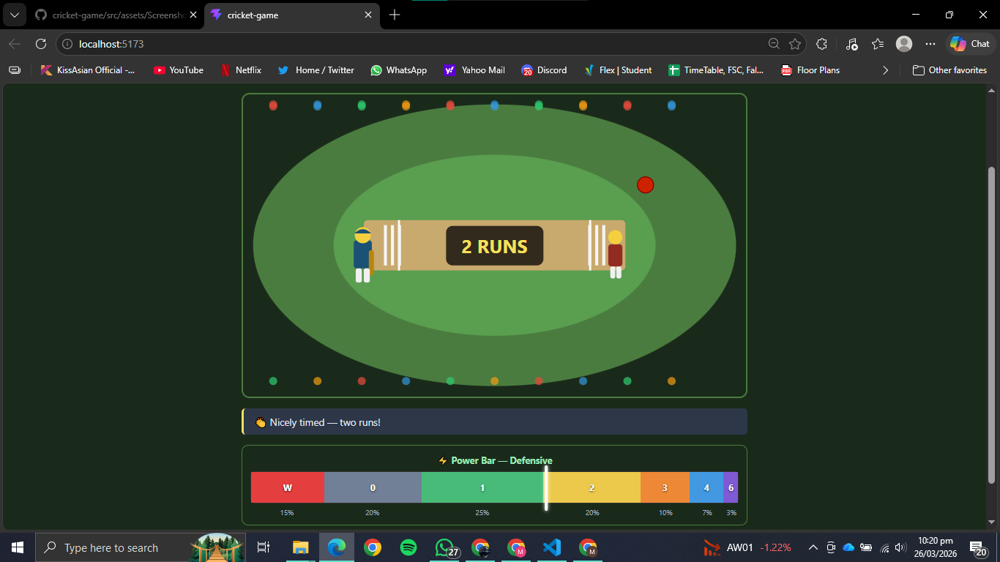 cricket-game/src/assets/Screensh
cricket-game
localhost:5173
Chat
KissAsian Official -...
YouTube
Netflix
Home / Twitter
WhatsApp
Yahoo Mail
20
Discord
Flex | Student
TimeTable, FSC, Fal...
PDF
Floor Plans
Other favorites
2 RUNS
👏 Nicely timed — two runs!
⚡ Power Bar — Defensive
W 0 1 2 3 4 6
15% 20% 25% 20% 10% 7% 3%
Type here to search
27
M
M
AW01 -1.22%
10:20 pm
26/03/2026
20